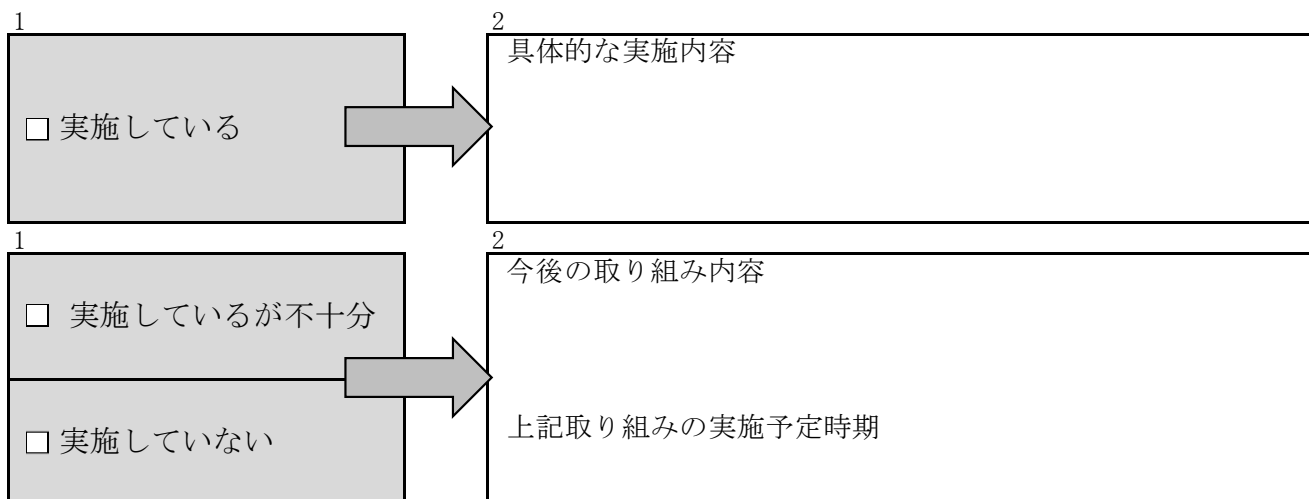 1
2
具体的な実施内容
□ 実施している
1
2
今後の取り組み内容
□ 実施しているが不十分
上記取り組みの実施予定時期
□ 実施していない